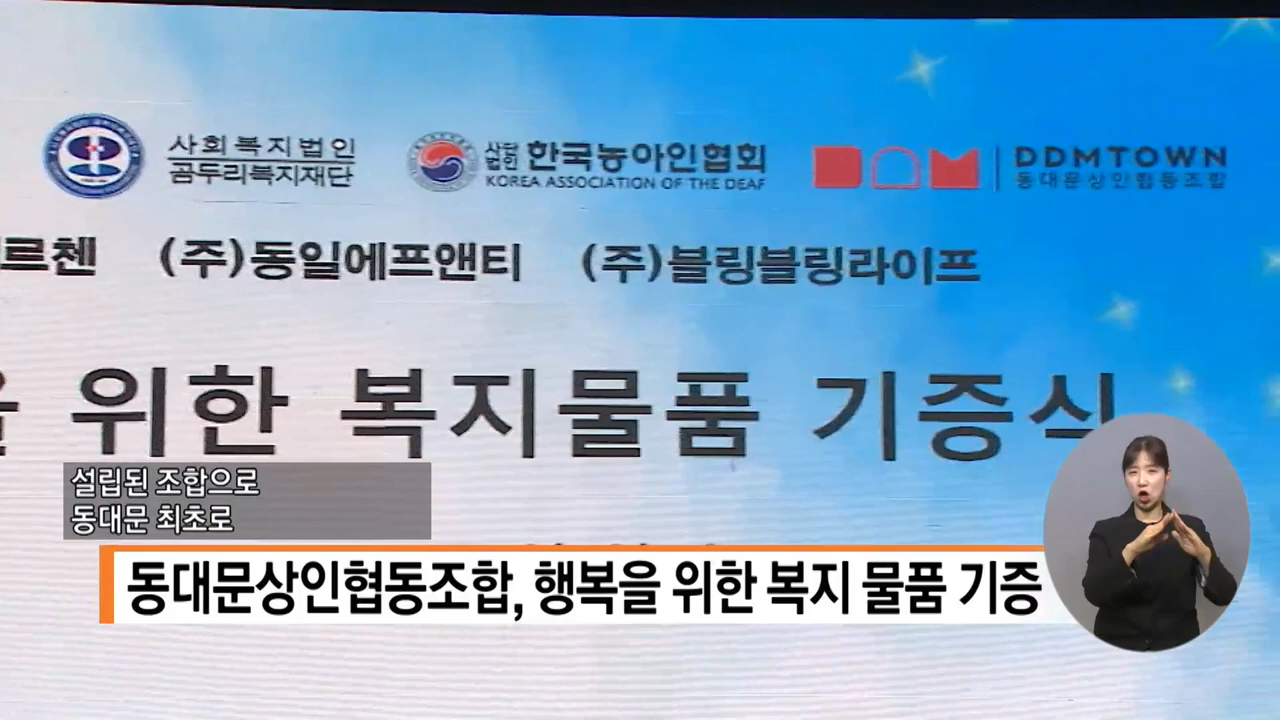 사회복지법인
곰두리복지재단
사단법인 한국농아인협회
KOREA ASSOCIATION OF THE DEAF
DDMTOWN
동대문상인협동조합
르첸 (주)동일에프앤티 (주)블링블링라이프
위한 복지물품 기증식
설립된 조합으로
동대문 최초로
동대문상인협동조합, 행복을 위한 복지 물품 기증